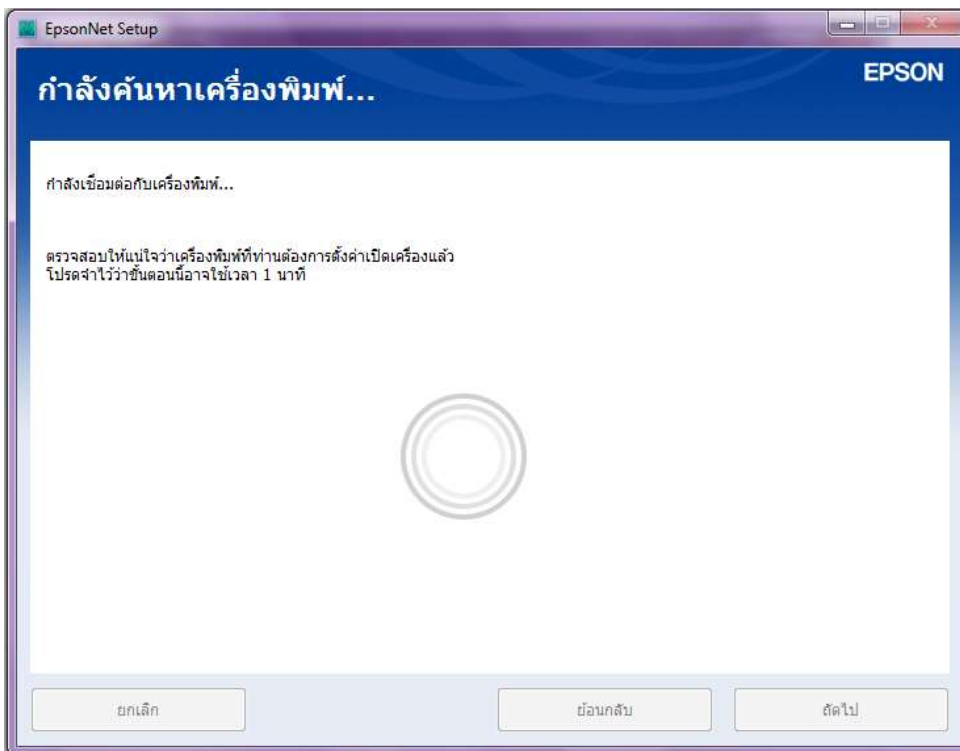 EpsonNet Setup
กำลังค้นหาเครื่องพิมพ์...
EPSON
กำลังเชื่อมต่อกับเครื่องพิมพ์...
ตรวจสอบให้แน่ใจว่าเครื่องพิมพ์ที่ท่านต้องการตั้งค่าเปิดเครื่องแล้ว
โปรดจำไว้ว่าขั้นตอนนี้อาจใช้เวลา 1 นาที
ยกเลิก
ย้อนกลับ
ถัดไป